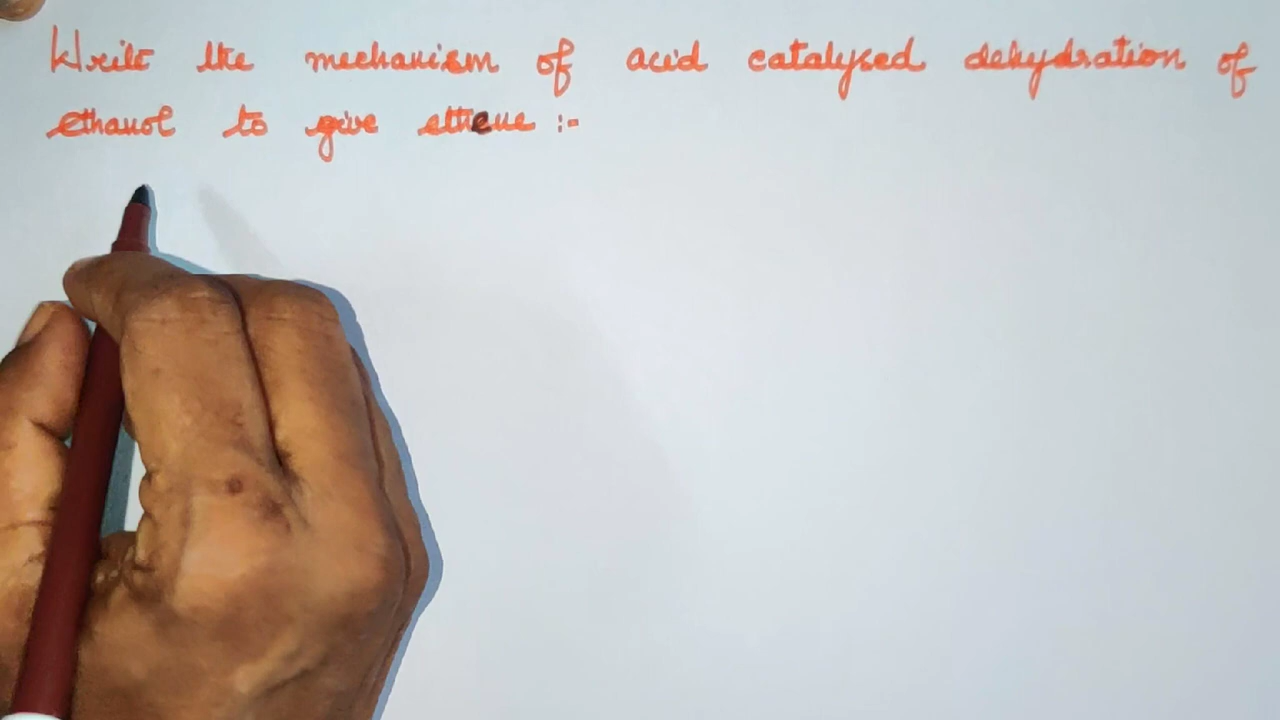 Write the mechanism of acid catalysed dehydration of
ethanol to give ethene :-